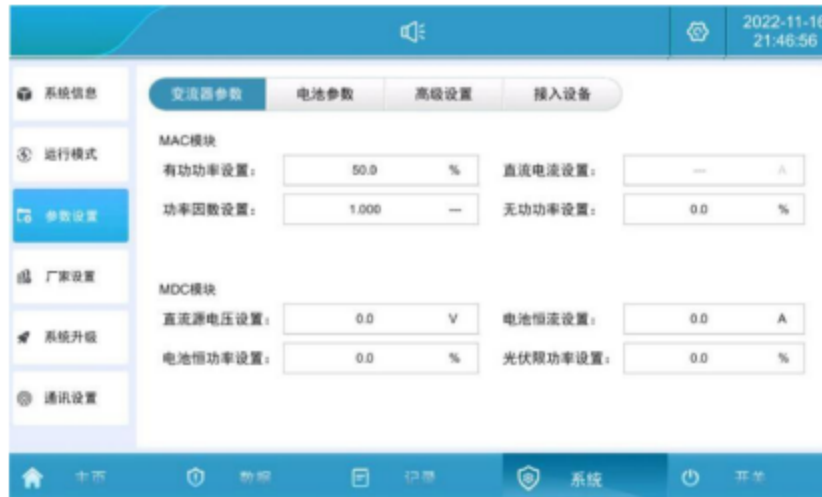 2022-11-16
21:46:56
系统信息
运行模式
参数设置
厂家设置
系统升级
通讯设置
变流器参数 电池参数 高级设置 接入设备
MAC模块
有功功率设置： 50.0 % 直流电流设置： --- A
功率因数设置： 1.000 --- 无功功率设置： 0.0 %
MDC模块
直流源电压设置： 0.0 V 电池恒流设置： 0.0 A
电池恒功率设置： 0.0 % 光伏限功率设置： 0.0 %
主页 数据 记录 系统 开关